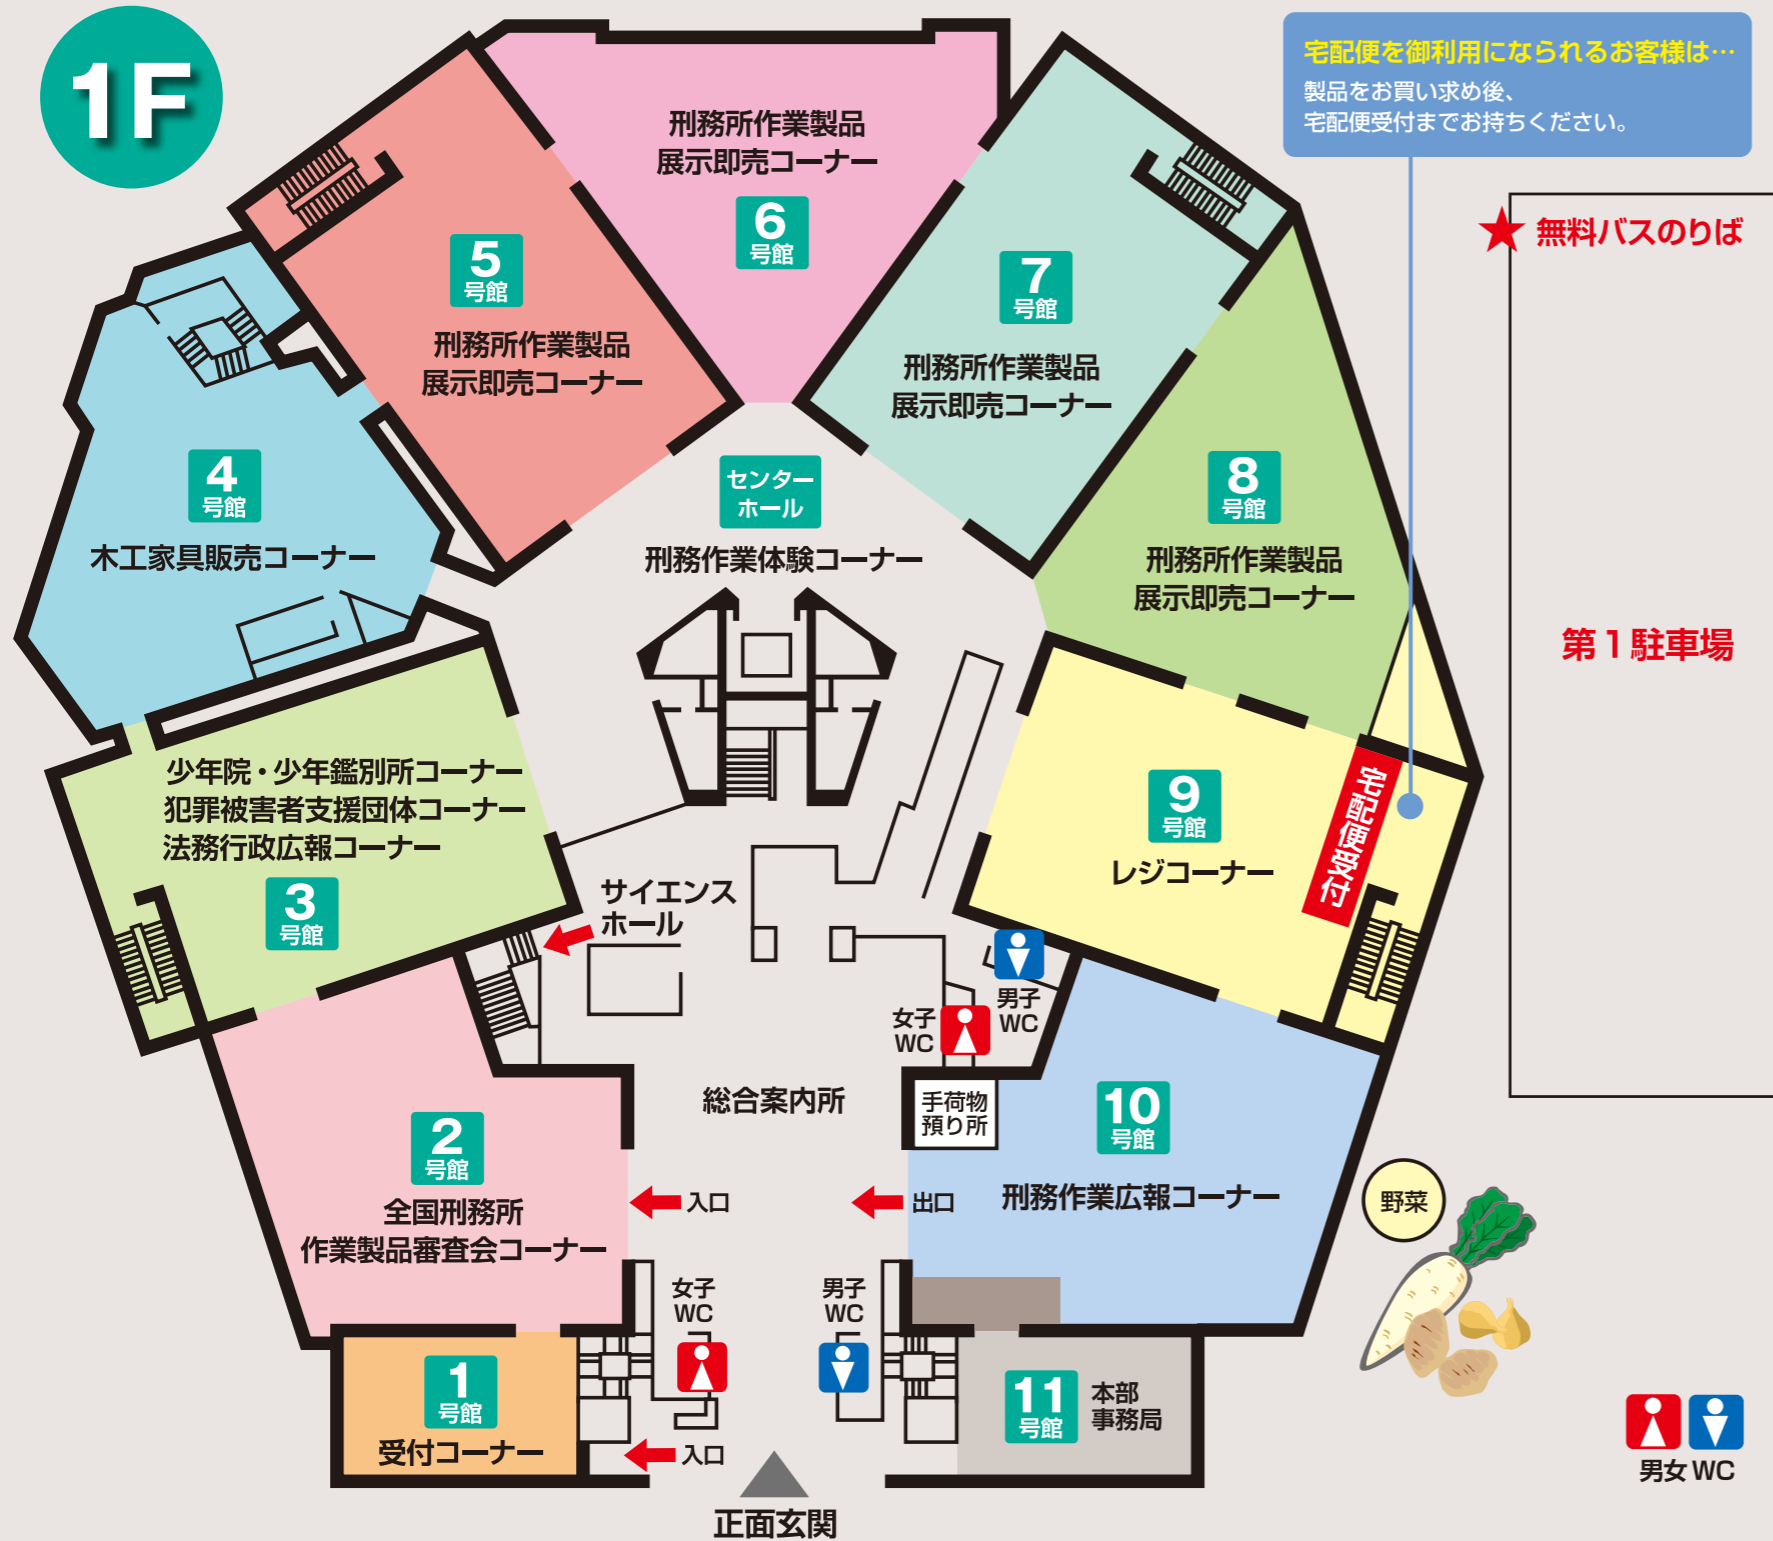 1F
宅配便を御利用になられるお客様は…
製品をお買い求め後、
宅配便受付までお持ちください。
無料バスのりば
第1駐車場
刑務所作業製品
展示即売コーナー
6
号館
5
号館
刑務所作業製品
展示即売コーナー
7
号館
刑務所作業製品
展示即売コーナー
4
号館
木工家具販売コーナー
センター
ホール
刑務作業体験コーナー
8
号館
刑務所作業製品
展示即売コーナー
少年院・少年鑑別所コーナー
犯罪被害者支援団体コーナー
法務行政広報コーナー
3
号館
サイエンス
ホール
9
号館
レジコーナー
宅配便受付
男子
WC
女子
WC
総合案内所
手荷物
預り所
10
号館
刑務作業広報コーナー
2
号館
全国刑務所
作業製品審査会コーナー
入口
出口
野菜
女子
WC
男子
WC
1
号館
受付コーナー
入口
11
号館
本部
事務局
正面玄関
男女WC